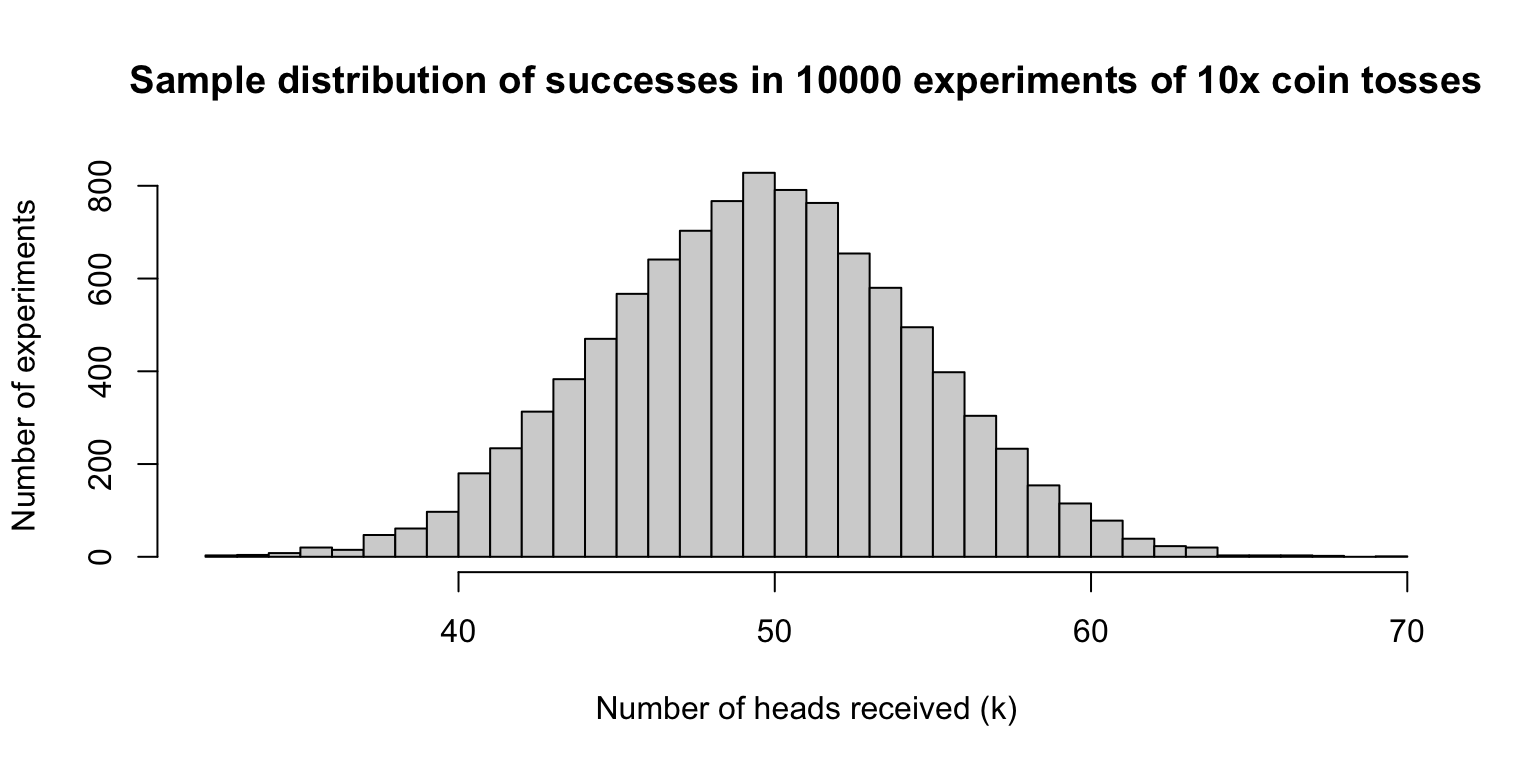 Sample distribution of successes in 10000 experiments of 10x coin tosses
Number of experiments
800
600
400
200
0
40 50 60 70
Number of heads received (k)